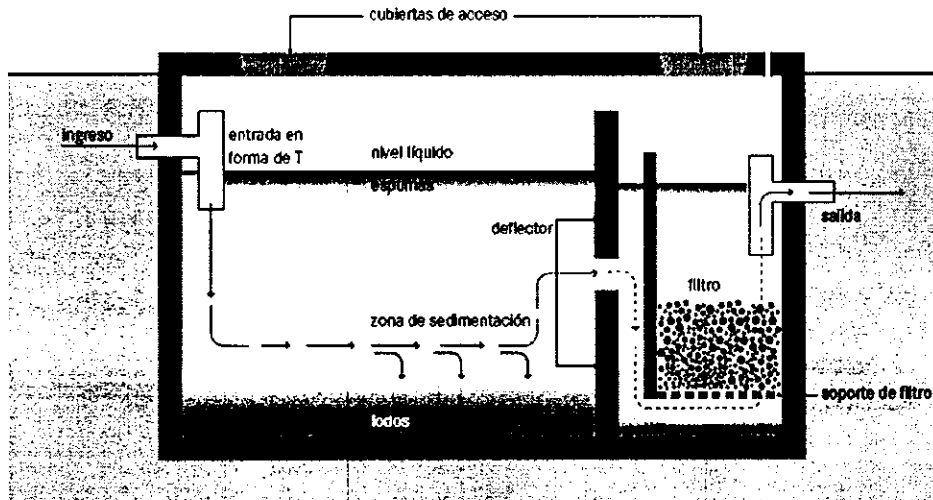 cubiertas de acceso
ingreso
entrada en
forma de T
nivel líquido
espumas
deflector
salida
filtro
zona de sedimentación
soporte de filtro
lodos